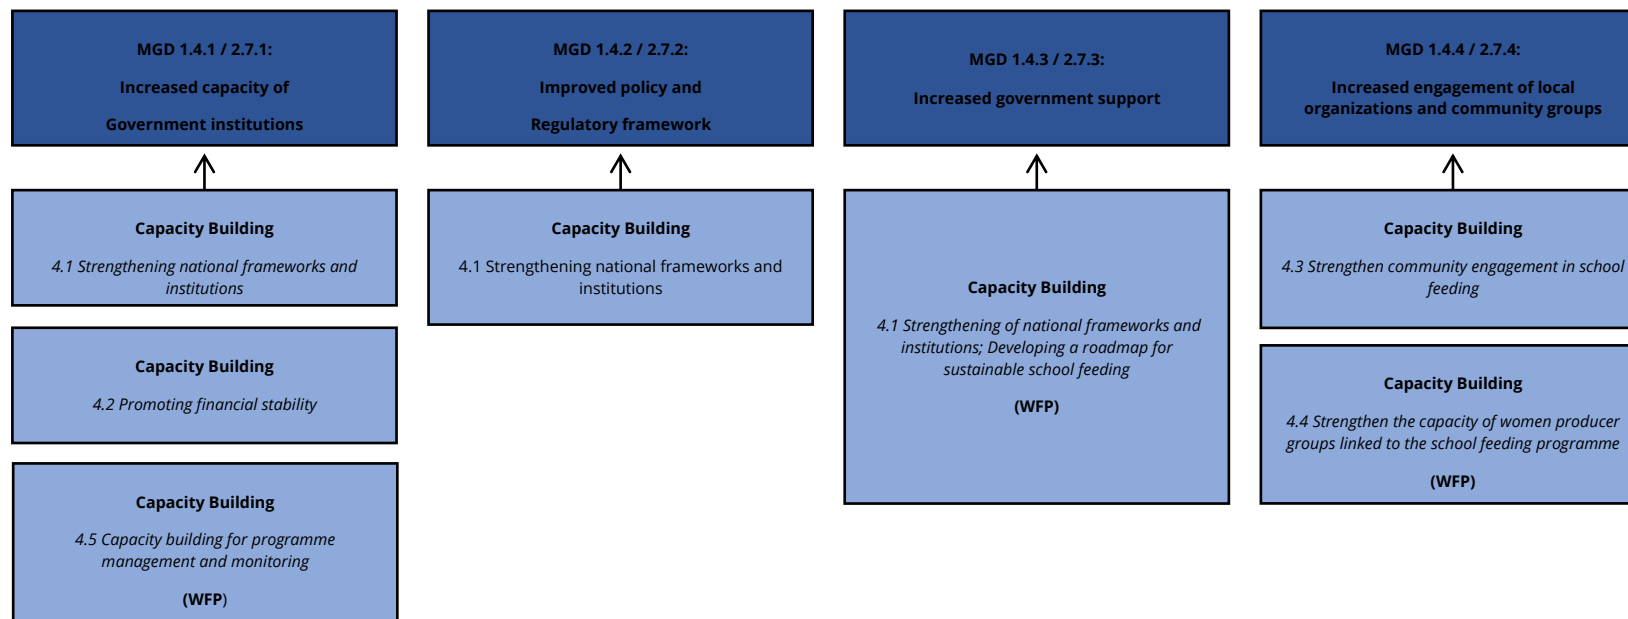 MGD 1.4.1 / 2.7.1:
Increased capacity of
Government institutions
Capacity Building
4.1 Strengthening national frameworks and
institutions
Capacity Building
4.2 Promoting financial stability
Capacity Building
4.5 Capacity building for programme
management and monitoring
(WFP)
MGD 1.4.2 / 2.7.2:
Improved policy and
Regulatory framework
Capacity Building
4.1 Strengthening national frameworks and
institutions
MGD 1.4.3 / 2.7.3:
Increased government support
Capacity Building
4.1 Strengthening of national frameworks and
institutions; Developing a roadmap for
sustainable school feeding
(WFP)
MGD 1.4.4 / 2.7.4:
Increased engagement of local
organizations and community groups
Capacity Building
4.3 Strengthen community engagement in school
feeding
Capacity Building
4.4 Strengthen the capacity of women producer
groups linked to the school feeding programme
(WFP)